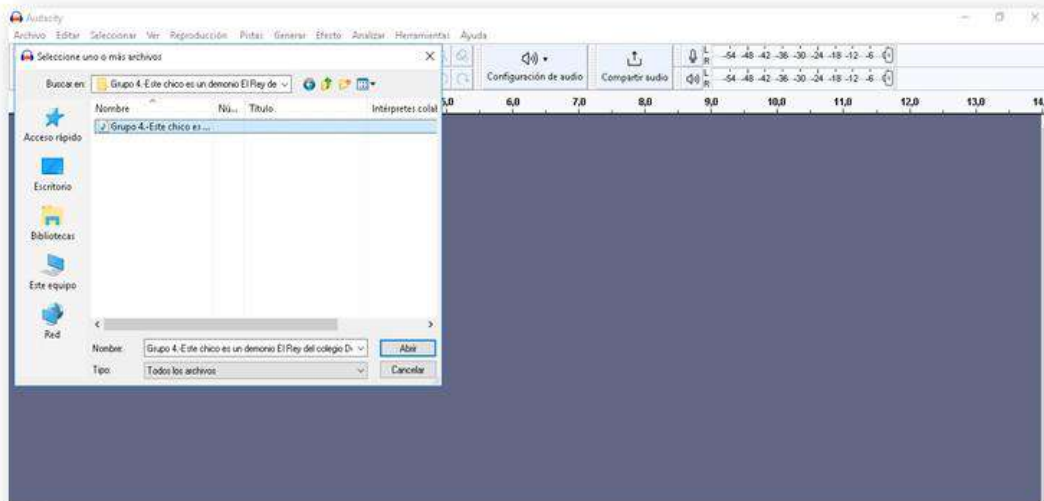 Audacity
Archivo Editar Seleccionar Ver Reproducción Pistas Generar Efecto Analizar Herramientas Ayuda
Seleccione uno o más archivos
Buscar en: Grupo 4.-Este chico es un demonio El Rey de
Configuración de audio
Compartir audio
L R -54 -48 -42 -36 -30 -24 -18 -12 -6
L R -54 -48 -42 -36 -30 -24 -18 -12 -6
5,0 6,0 7,0 8,0 9,0 10,0 11,0 12,0 13,0 14
Nombre Nú... Título Intérpretes colab
Grupo 4.-Este chico es ...
Acceso rápido
Escritorio
Bibliotecas
Este equipo
Red
Nombre: Grupo 4.-Este chico es un demonio El Rey del colegio D Abrir
Tipo: Todos los archivos Cancelar